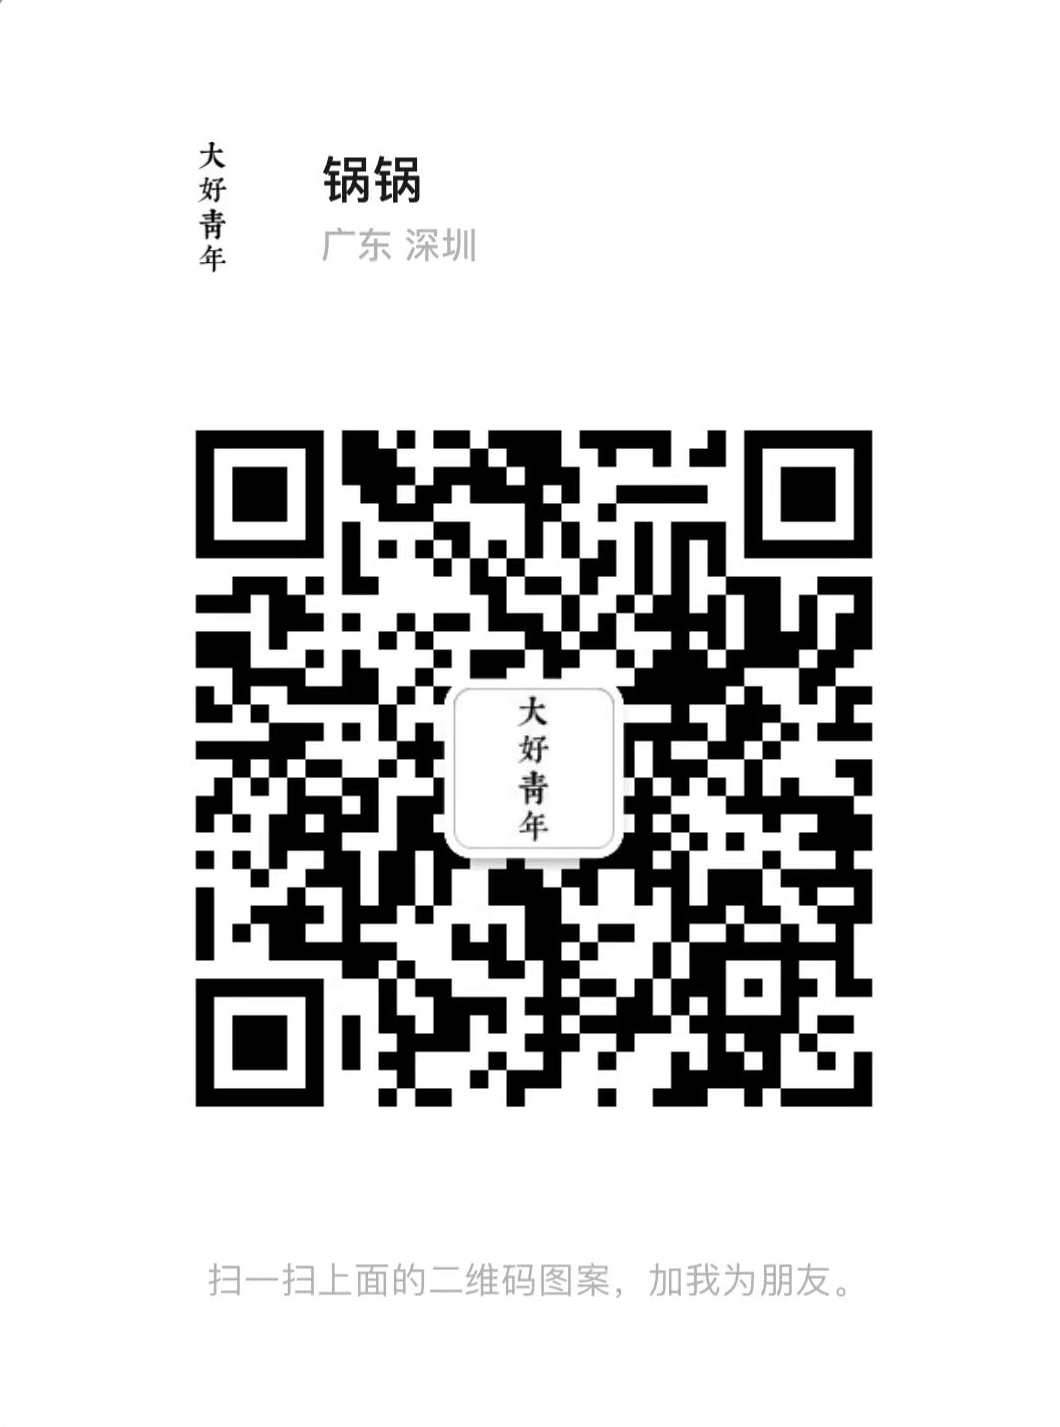 大
好
青
年
锅锅
广东 深圳
大
好
青
年
扫一扫上面的二维码图案，加我为朋友。